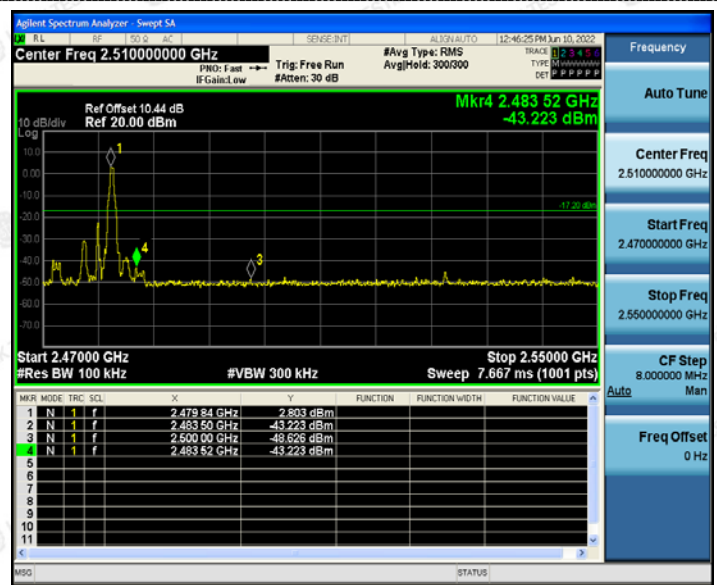 Agilent Spectrum Analyzer - Swept SA
RL RF 50 Ω AC SENSE:INT ALIGN AUTO 12:46:25 PM Jun 10, 2022
Center Freq 2.510000000 GHz
PNO: Fast
IFGain:Low
Trig: Free Run
#Atten: 30 dB
#Avg Type: RMS
Avg|Hold: 300/300
TRACE 1 2 3 4 5 6
TYPE M
DET P P P P P P
Mkr4 2.483 52 GHz
-43.223 dBm
Ref Offset 10.44 dB
10 dB/div Ref 20.00 dBm
Log
10.0
0.00
-10.0
-20.0
-30.0
-40.0
-50.0
-60.0
-70.0
1
4
3
-17.20 dBm
Start 2.47000 GHz Stop 2.55000 GHz
#Res BW 100 kHz #VBW 300 kHz Sweep 7.667 ms (1001 pts)
MKR MODE TRC SCL X Y FUNCTION FUNCTION WIDTH FUNCTION VALUE
1 N 1 f 2.479 84 GHz 2.803 dBm
2 N 1 f 2.483 50 GHz -43.223 dBm
3 N 1 f 2.500 00 GHz -48.626 dBm
4 N 1 f 2.483 52 GHz -43.223 dBm
5
6
7
8
9
10
11
MSG STATUS
Frequency
Auto Tune
Center Freq
2.510000000 GHz
Start Freq
2.470000000 GHz
Stop Freq
2.550000000 GHz
CF Step
8.000000 MHz
Auto Man
Freq Offset
0 Hz